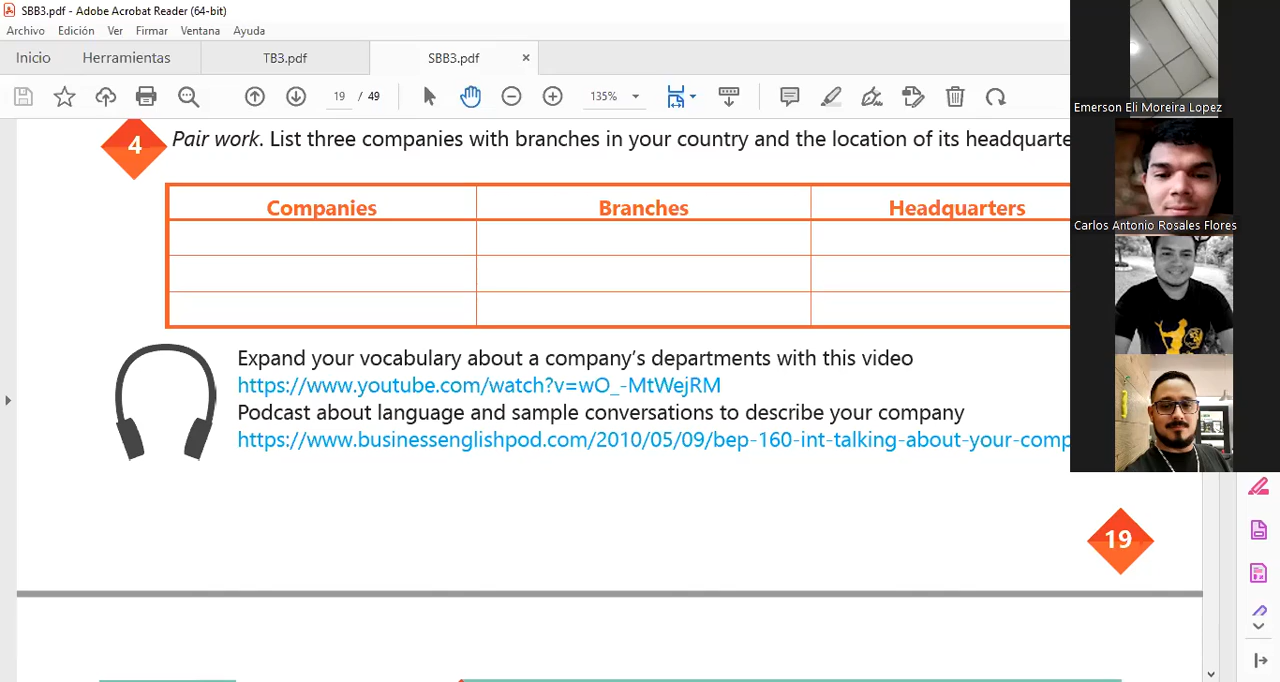 SBB3.pdf - Adobe Acrobat Reader (64-bit)
Archivo Edición Ver Firmar Ventana Ayuda
Inicio Herramientas TB3.pdf SBB3.pdf ×
19 / 49 135%
4 Pair work. List three companies with branches in your country and the location of its headquarte
Companies Branches Headquarters
Expand your vocabulary about a company's departments with this video
https://www.youtube.com/watch?v=wO_-MtWejRM
Podcast about language and sample conversations to describe your company
https://www.businessenglishpod.com/2010/05/09/bep-160-int-talking-about-your-comp
19
Emerson Eli Moreira Lopez
Carlos Antonio Rosales Flores